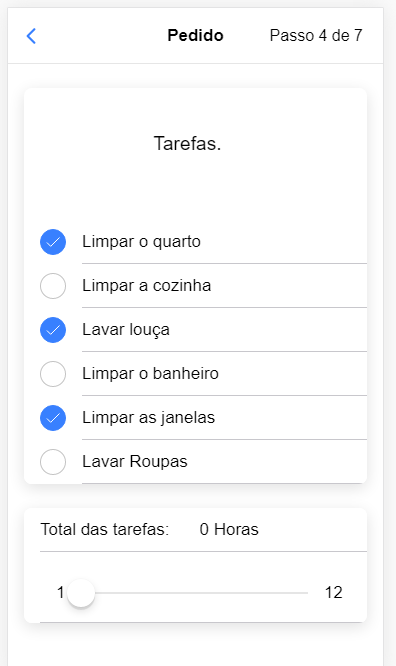 Pedido Passo 4 de 7
Tarefas.
Limpar o quarto
Limpar a cozinha
Lavar louça
Limpar o banheiro
Limpar as janelas
Lavar Roupas
Total das tarefas: 0 Horas
1 12